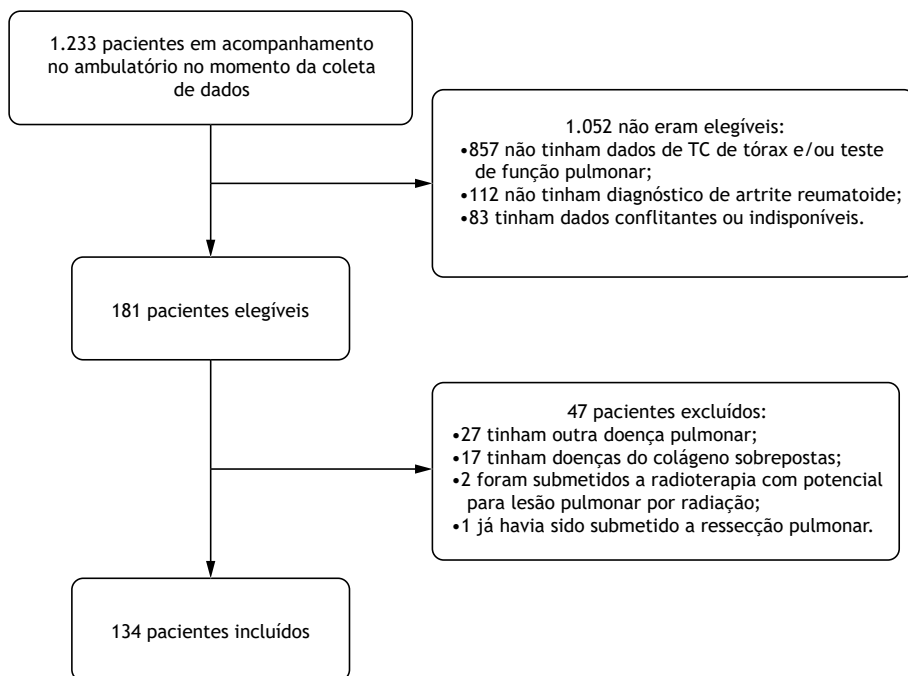 1.233 pacientes em acompanhamento
no ambulatório no momento da coleta
de dados
1.052 não eram elegíveis:
•857 não tinham dados de TC de tórax e/ou teste
de função pulmonar;
•112 não tinham diagnóstico de artrite reumatoide;
•83 tinham dados conflitantes ou indisponíveis.
181 pacientes elegíveis
47 pacientes excluídos:
•27 tinham outra doença pulmonar;
•17 tinham doenças do colágeno sobrepostas;
•2 foram submetidos a radioterapia com potencial
para lesão pulmonar por radiação;
•1 já havia sido submetido a ressecção pulmonar.
134 pacientes incluídos